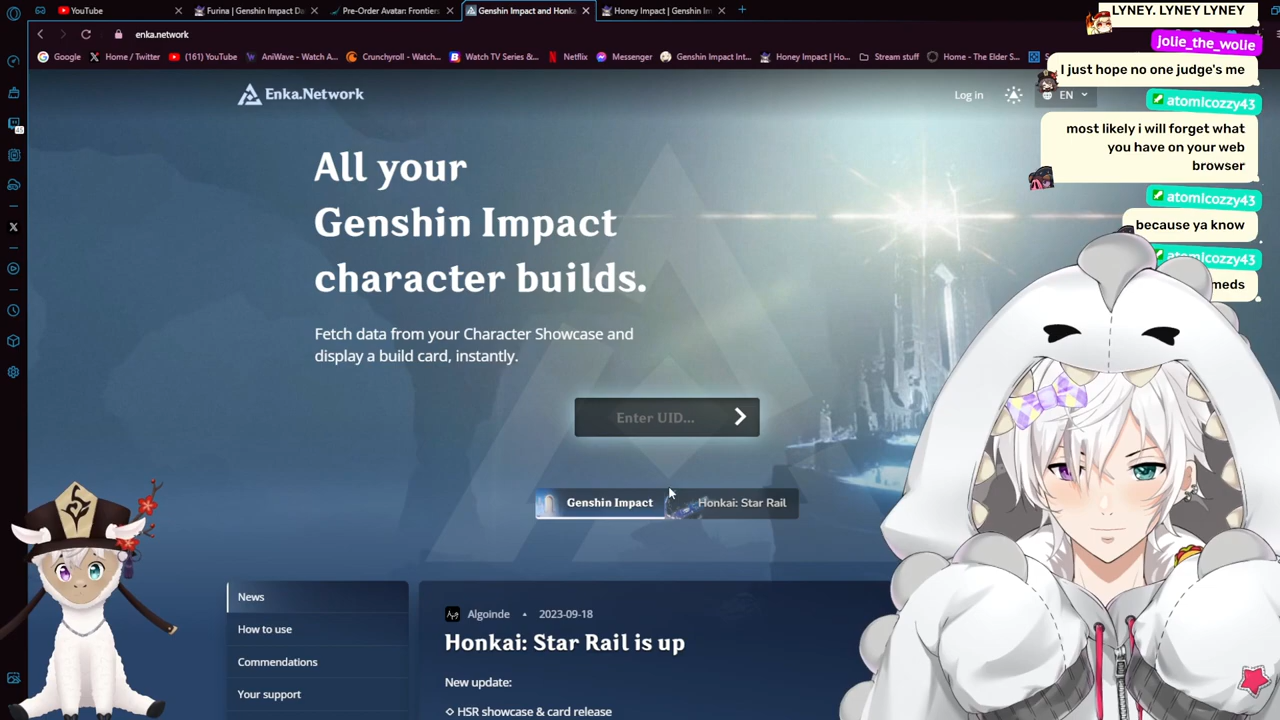 YouTube
Furina | Genshin Impact Da
Pre-Order Avatar: Frontiers
Genshin Impact and Honka
Honey Impact | Genshin Im
enka.network
Google
Home / Twitter
(161) YouTube
AniWave - Watch A...
Crunchyroll - Watch...
Watch TV Series &...
Netflix
Messenger
Genshin Impact Int...
Honey Impact | Ho...
Stream stuff
Home - The Elder S...
45
Enka.Network
Log in
EN
All your
Genshin Impact
character builds.
Fetch data from your Character Showcase and
display a build card, instantly.
Enter UID...
Genshin Impact
Honkai: Star Rail
News
How to use
Commendations
Your support
Algoinde • 2023-09-18
Honkai: Star Rail is up
New update:
◇ HSR showcase & card release
LYNEY. LYNEY LYNEY
Jolie_the_wolie
I just hope no one judge's me
atomicozzy43
most likely i will forget what
you have on your web
browser
atomicozzy43
because ya know
atomicozzy43
meds